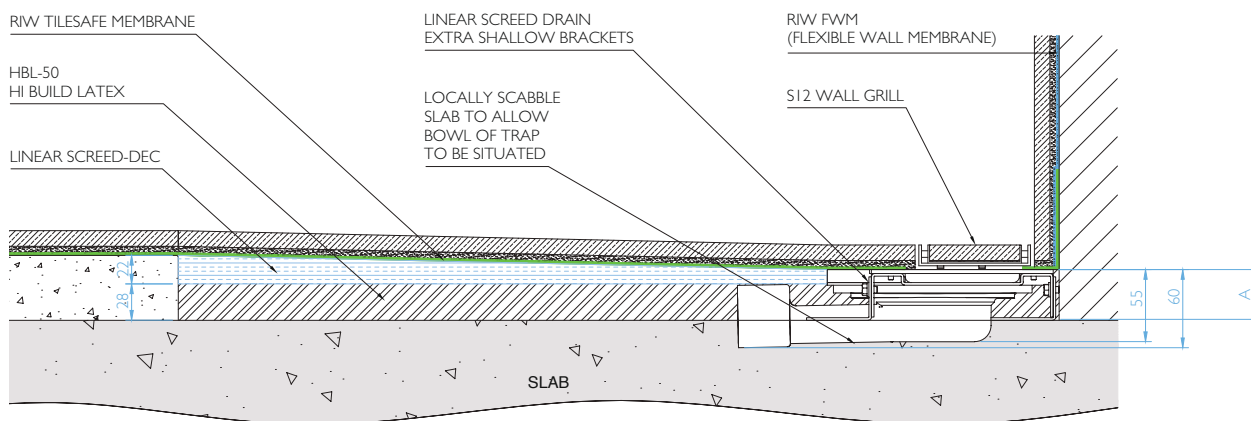 RIW TILESAFE MEMBRANE
HBL-50
HI BUILD LATEX
LINEAR SCREED-DEC
LINEAR SCREED DRAIN
EXTRA SHALLOW BRACKETS
LOCALLY SCABBLE
SLAB TO ALLOW
BOWL OF TRAP
TO BE SITUATED
RIW FWM
(FLEXIBLE WALL MEMBRANE)
S12 WALL GRILL
22
28
55
60
A
SLAB